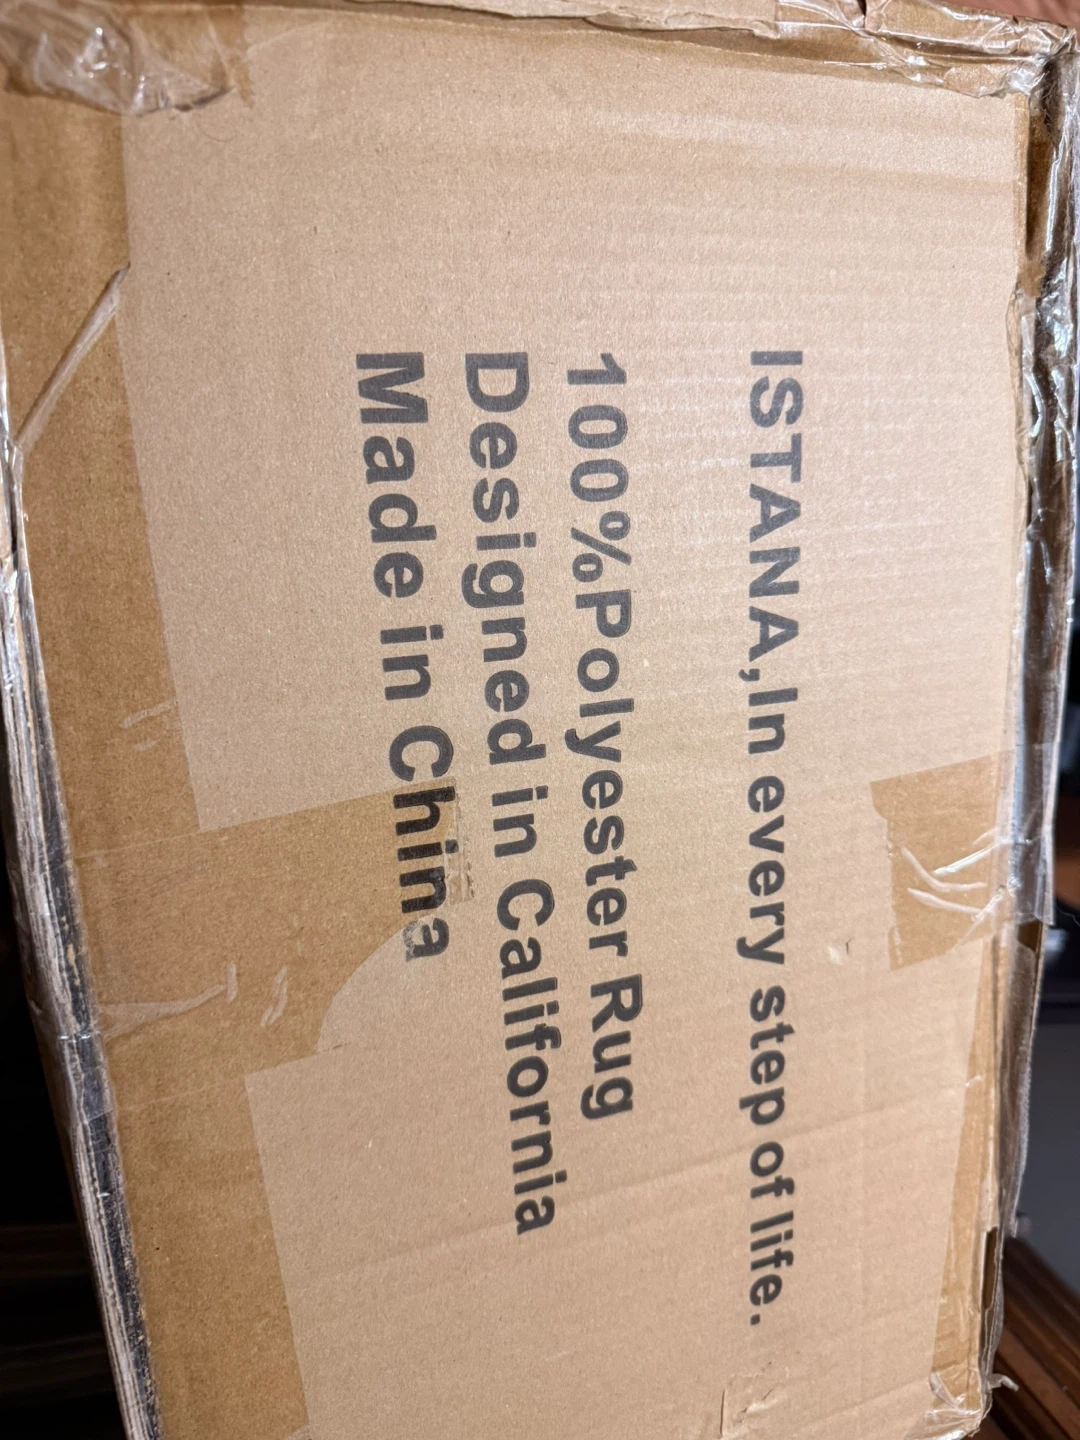 ISTANA,In every step of life.
100%Polyester Rug
Designed in California
Made in China